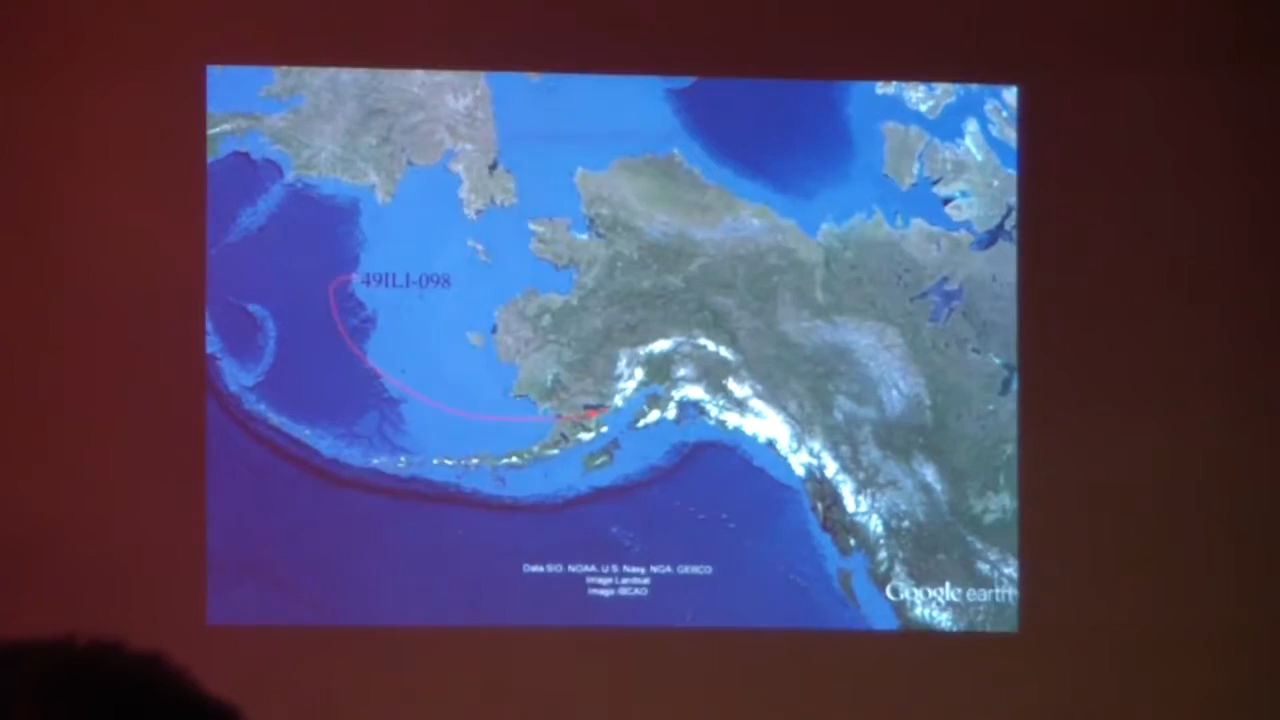 49ILI-098
Data SIO, NOAA, U.S. Navy, NGA, GEBCO
Image Landsat
Image IBCAO
Google earth